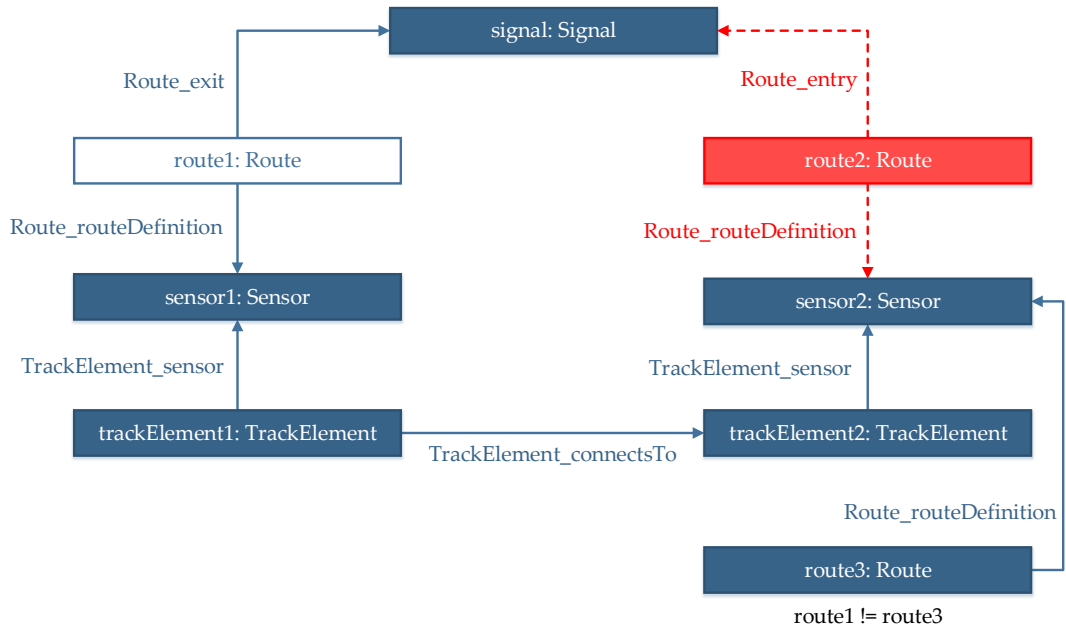 signal: Signal
Route_exit
Route_entry
route1: Route
route2: Route
Route_routeDefinition
Route_routeDefinition
sensor1: Sensor
sensor2: Sensor
TrackElement_sensor
TrackElement_sensor
trackElement1: TrackElement
trackElement2: TrackElement
TrackElement_connectsTo
Route_routeDefinition
route3: Route
route1 != route3